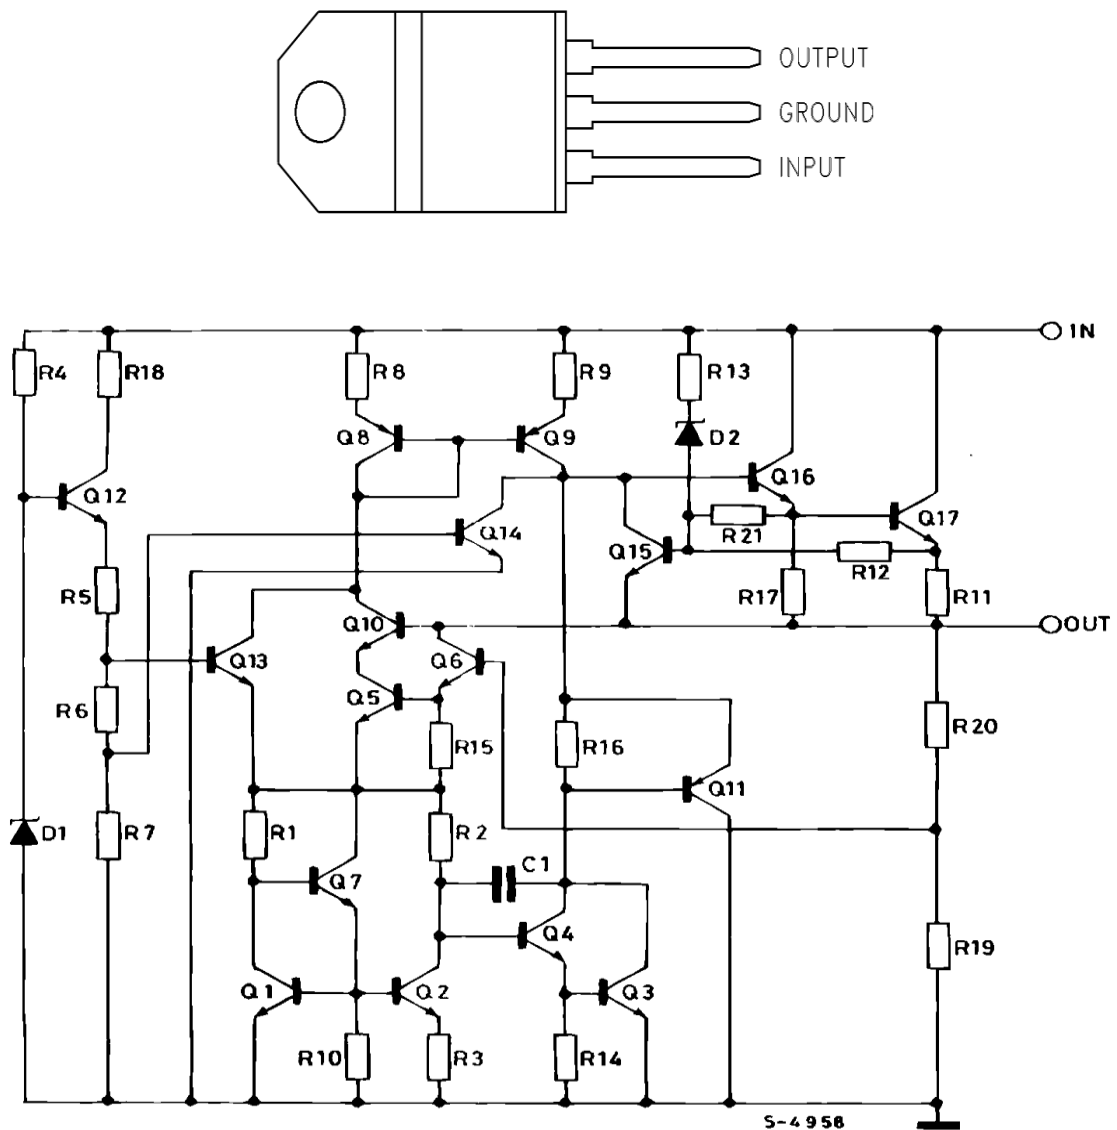 OUTPUT
GROUND
INPUT
IN
R4
R18
R8
R9
R13
Q8
Q9
D2
Q12
Q16
Q14
Q17
R21
Q15
R12
R5
R17
R11
Q10
OUT
Q13
Q6
Q5
R6
R20
R15
R16
Q11
D1
R7
R1
R2
C1
Q7
Q4
R19
Q1
Q2
Q3
R10
R3
R14
S-4958